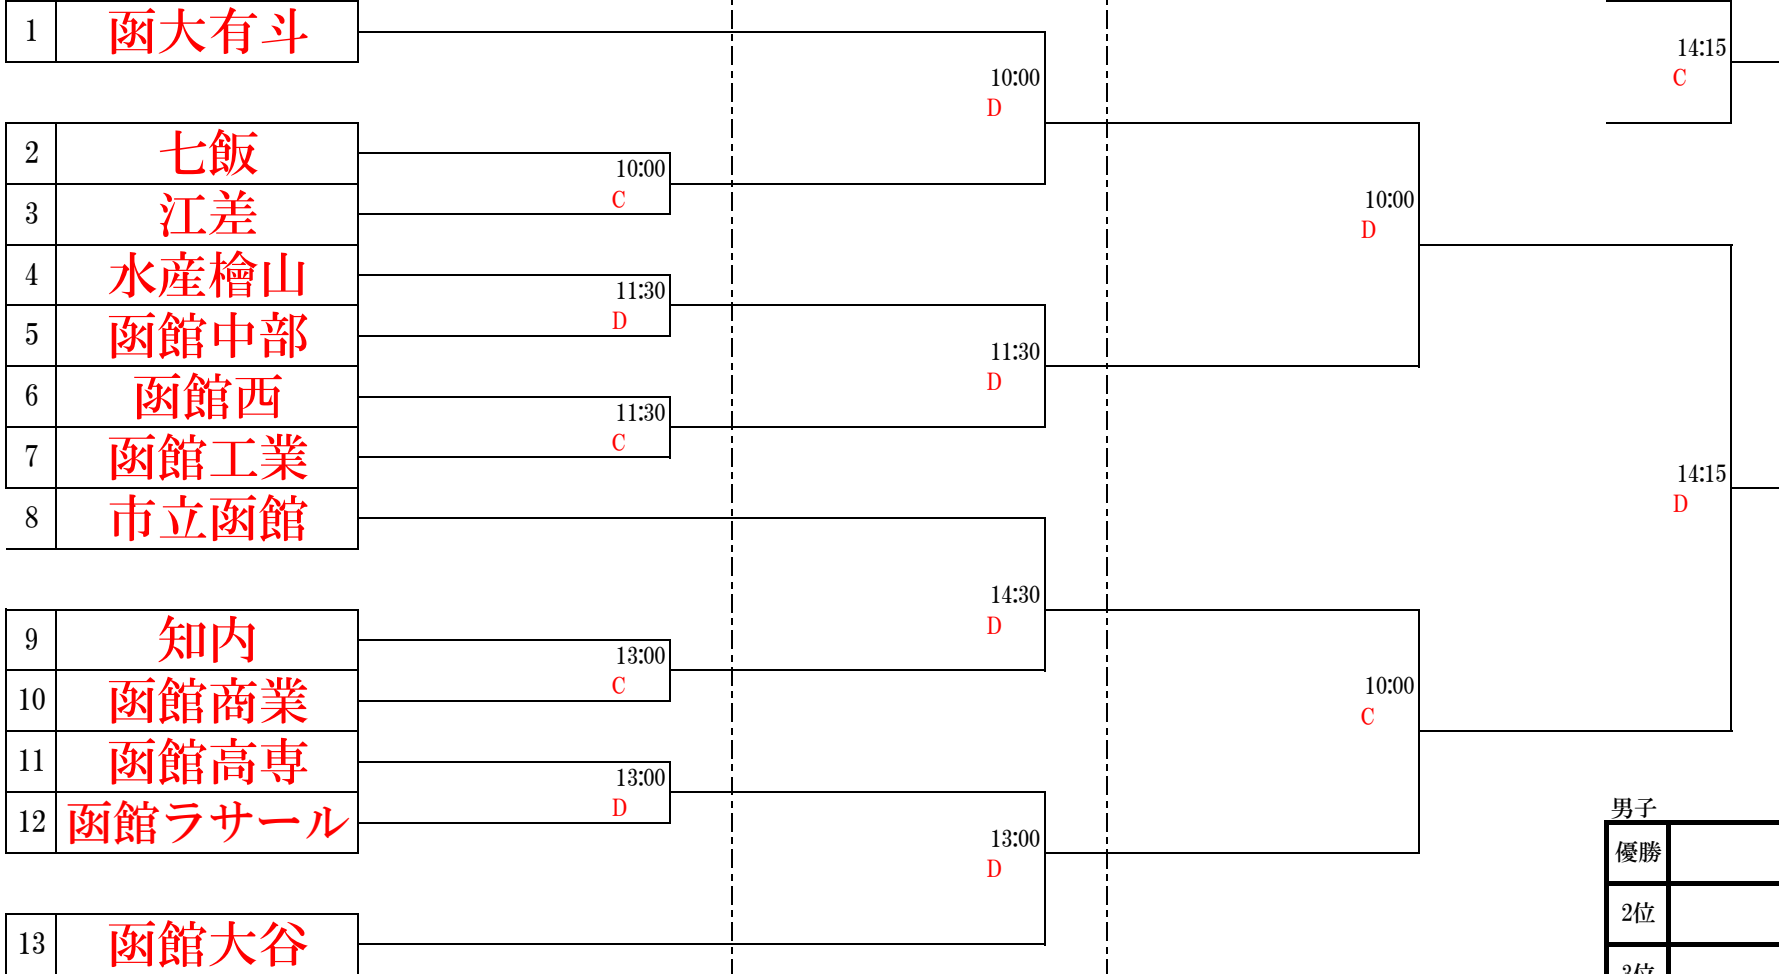 1 函大有斗
2 七飯
3 江差
4 水産檜山
5 函館中部
6 函館西
7 函館工業
8 市立函館
9 知内
10 函館商業
11 函館高専
12 函館ラサール
13 函館大谷
10:00
C
11:30
D
11:30
C
13:00
C
13:00
D
10:00
D
11:30
D
14:30
D
13:00
D
10:00
D
10:00
C
14:15
C
14:15
D
男子
優勝
2位
3位